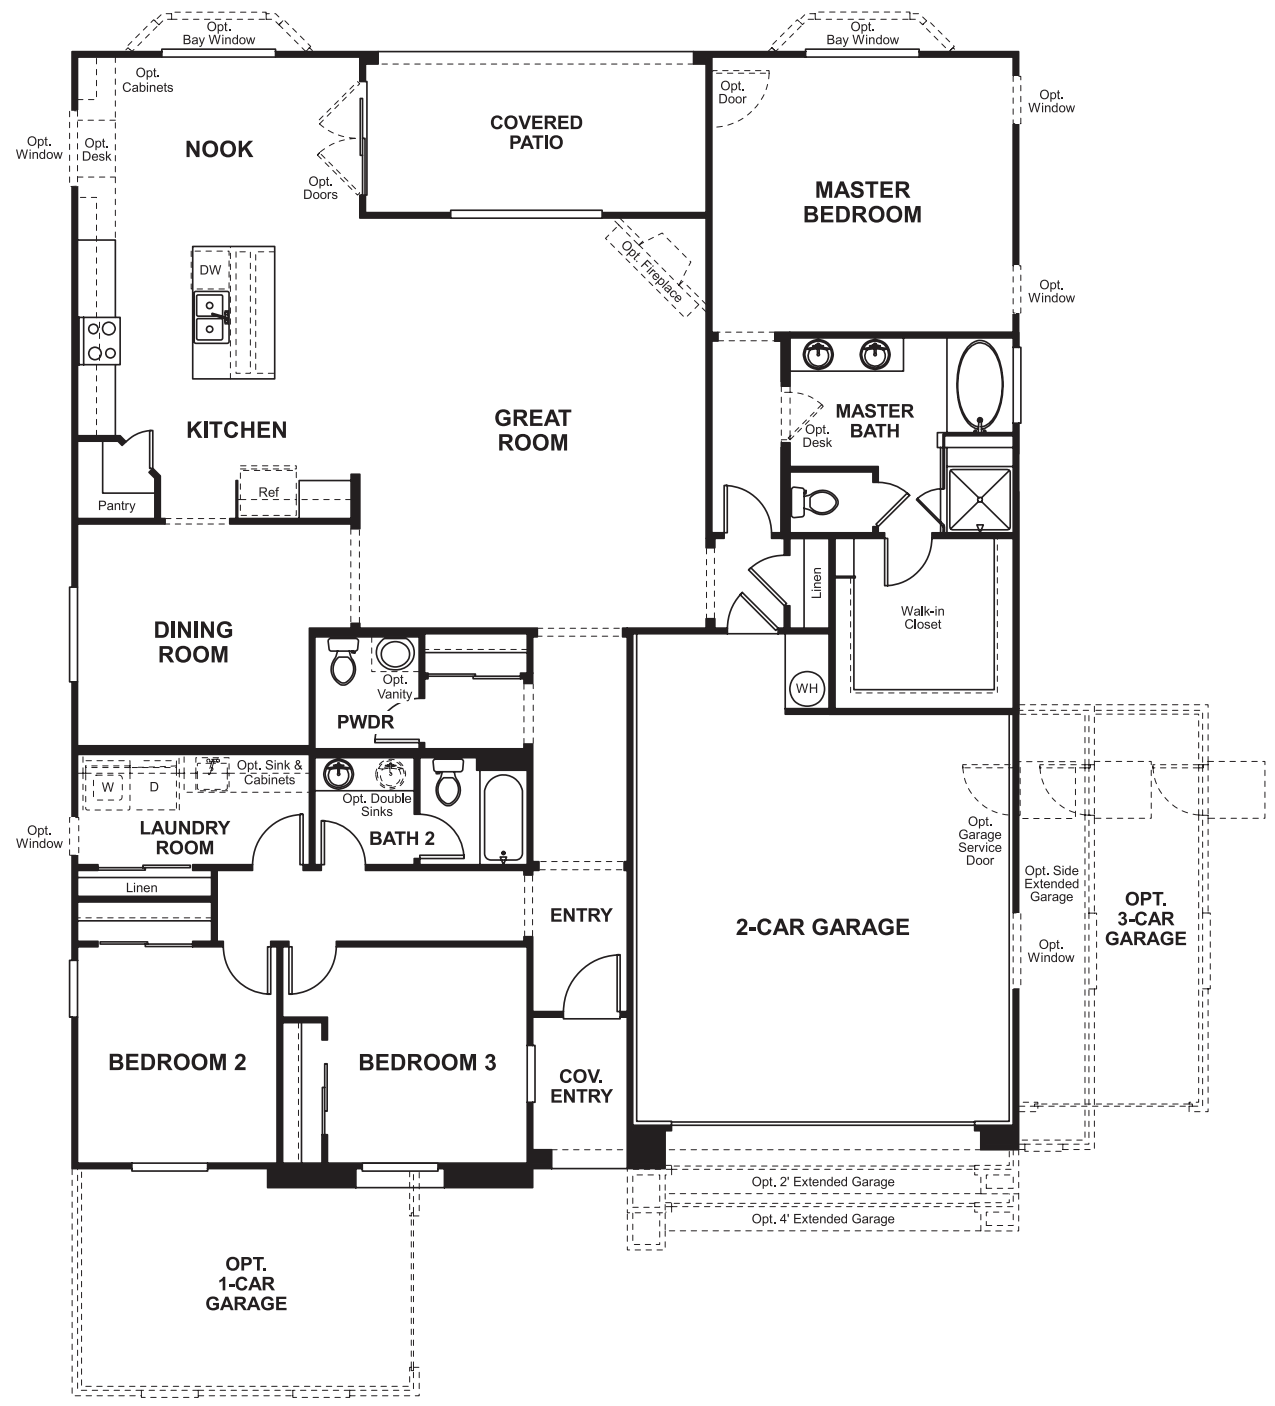 Opt.
Bay Window
Opt.
Bay Window
Opt.
Cabinets
Opt.
Door
Opt.
Window
COVERED
PATIO
Opt.
Window
Opt.
Desk
NOOK
Opt.
Doors
MASTER
BEDROOM
Opt. Fireplace
DW
Opt.
Window
KITCHEN
GREAT
ROOM
MASTER
BATH
Opt.
Desk
Ref
Pantry
Linen
Walk-in
Closet
DINING
ROOM
Opt.
Vanity
PWDR
WH
Opt. Sink &
Cabinets
W
D
Opt. Double
Sinks
LAUNDRY
ROOM
BATH 2
Opt.
Window
Opt.
Garage
Service
Door
Opt. Side
Extended
Garage
Linen
ENTRY
2-CAR GARAGE
OPT.
3-CAR
GARAGE
Opt.
Window
BEDROOM 2
BEDROOM 3
COV.
ENTRY
Opt. 2' Extended Garage
Opt. 4' Extended Garage
OPT.
1-CAR
GARAGE